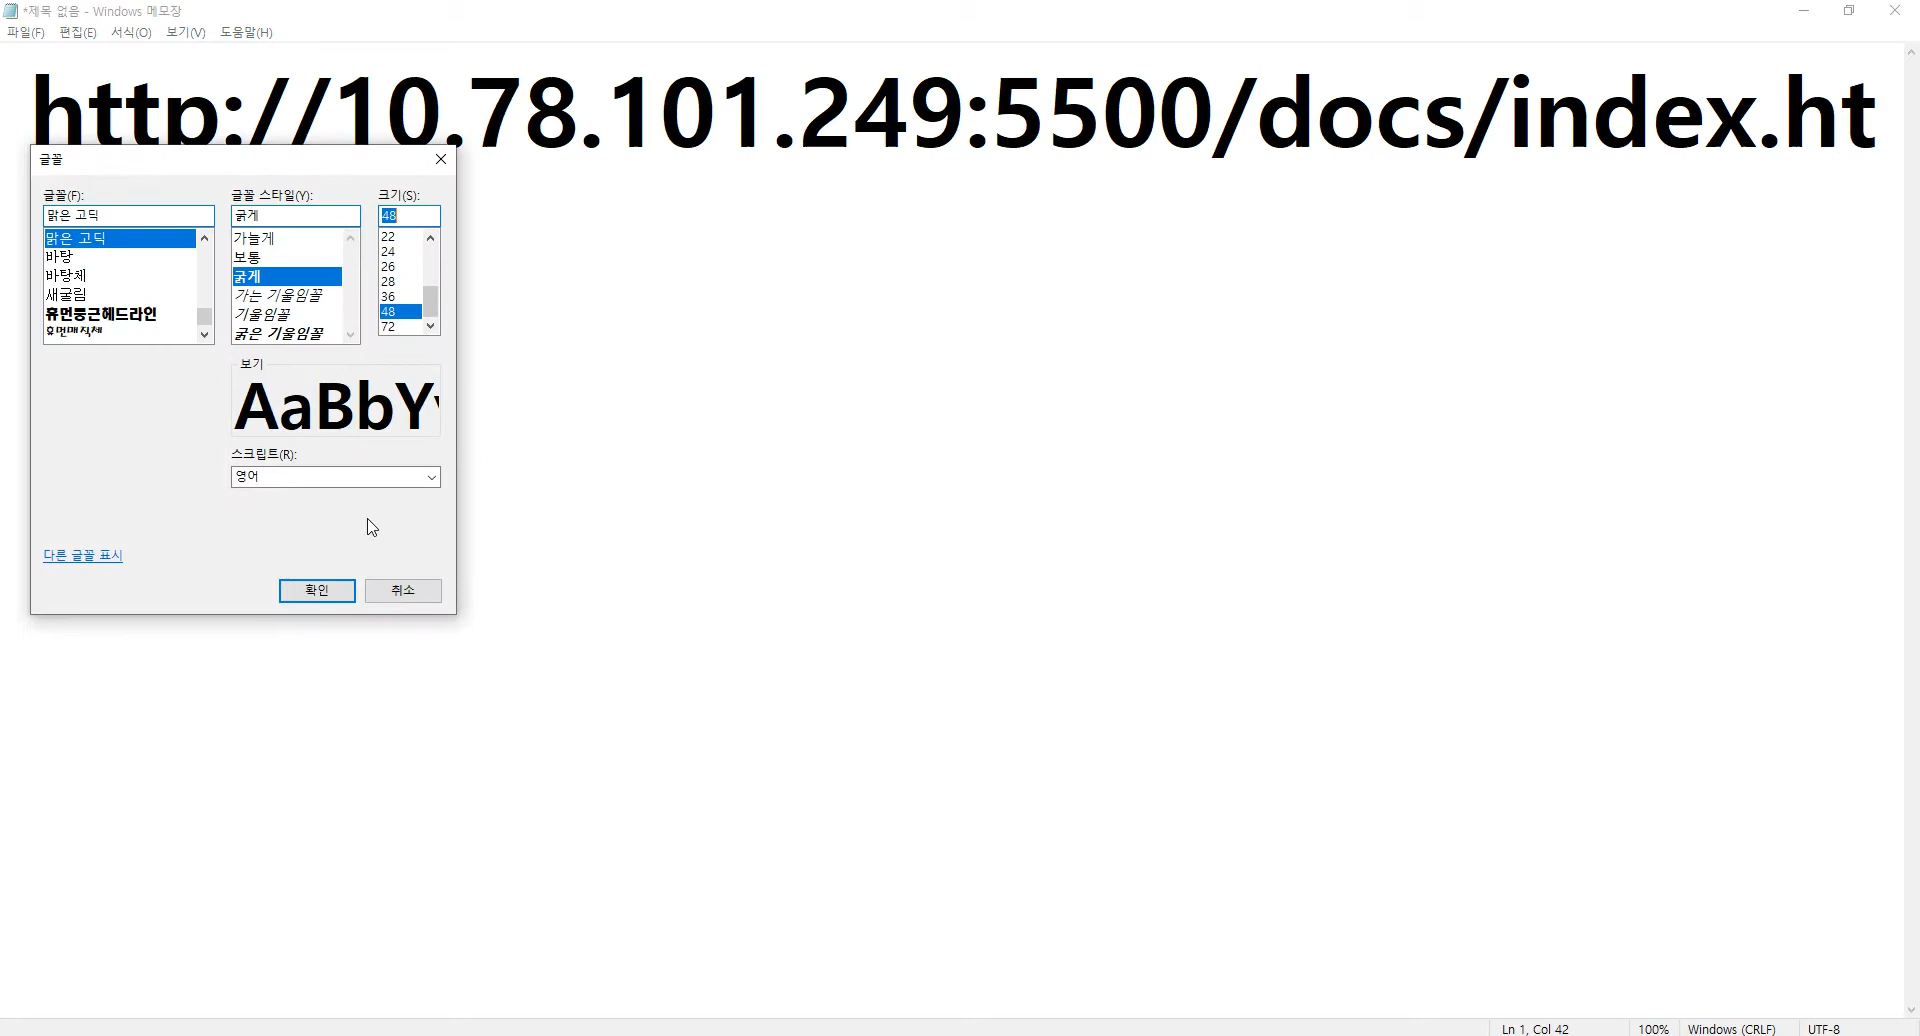 *제목 없음 - Windows 메모장
파일(F) 편집(E) 서식(O) 보기(V) 도움말(H)
http://10.78.101.249:5500/docs/index.ht
글꼴
글꼴(F): 글꼴 스타일(Y): 크기(S):
맑은 고딕 굵게 48
맑은 고딕
바탕
바탕체
새굴림
휴먼둥근헤드라인
휴먼매직체
가늘게
보통
굵게
가는 기울임꼴
기울임꼴
굵은 기울임꼴
22
24
26
28
36
48
72
보기
AaBbYy
스크립트(R):
영어
다른 글꼴 표시
확인 취소
Ln 1, Col 42 100% Windows (CRLF) UTF-8